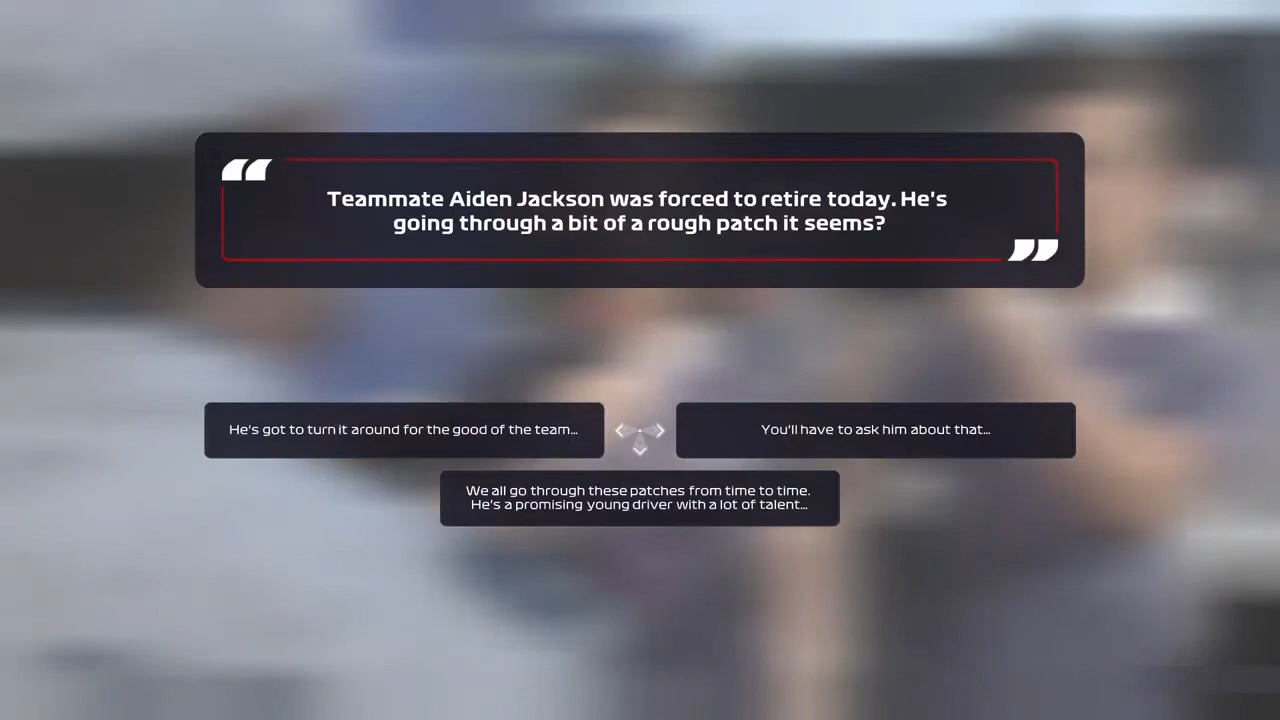 Teammate Aiden Jackson was forced to retire today. He's
going through a bit of a rough patch it seems?
He's got to turn it around for the good of the team...
You'll have to ask him about that...
We all go through these patches from time to time.
He's a promising young driver with a lot of talent...